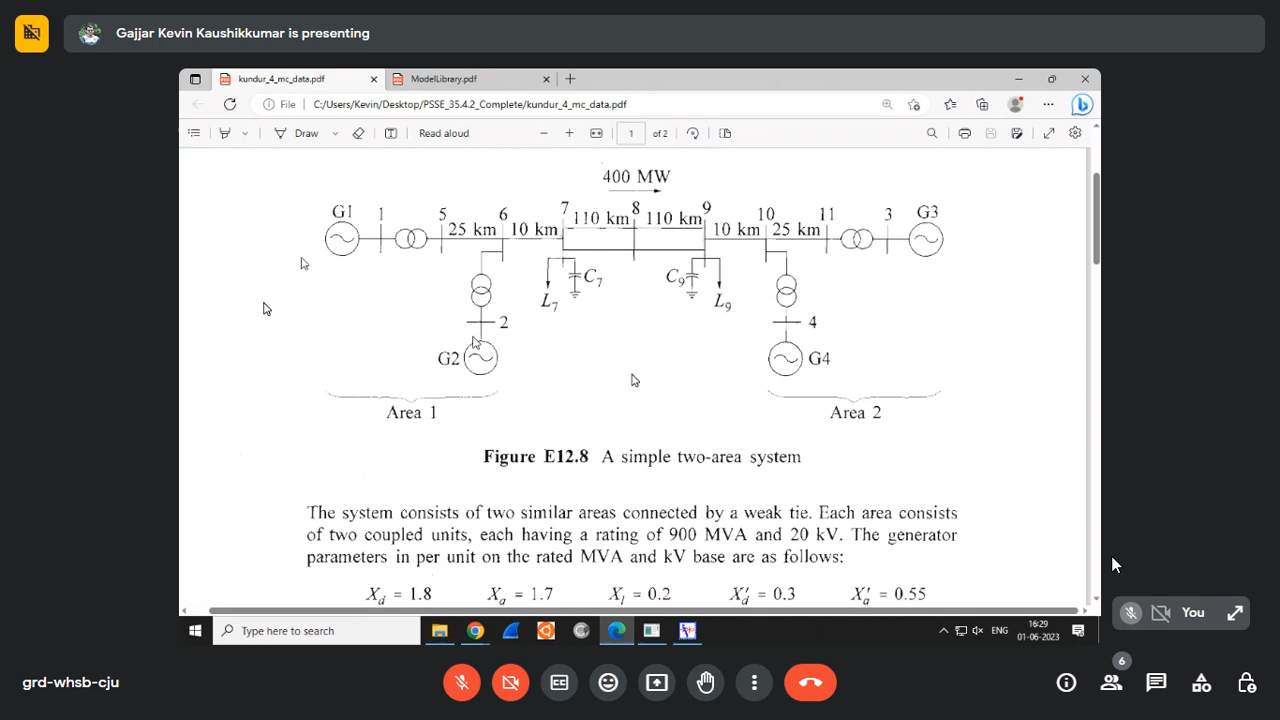 Gajjar Kevin Kaushikkumar is presenting
kundur_4_mc_data.pdf
ModelLibrary.pdf
File
C:/Users/Kevin/Desktop/PSSE_35.4.2_Complete/kundur_4_mc_data.pdf
Draw
Read aloud
1
of 2
400 MW
G1 1 5 25 km 6 10 km 7 110 km 8 110 km 9 10 km 10 25 km 11 3 G3
C7 C9
L7 L9
2 4
G2 G4
Area 1 Area 2
Figure E12.8 A simple two-area system
The system consists of two similar areas connected by a weak tie. Each area consists
of two coupled units, each having a rating of 900 MVA and 20 kV. The generator
parameters in per unit on the rated MVA and kV base are as follows:
Xd = 1.8 Xq = 1.7 Xl = 0.2 X'd = 0.3 X'q = 0.55
Type here to search
ENG
16:29
01-06-2023
You
6
grd-whsb-cju